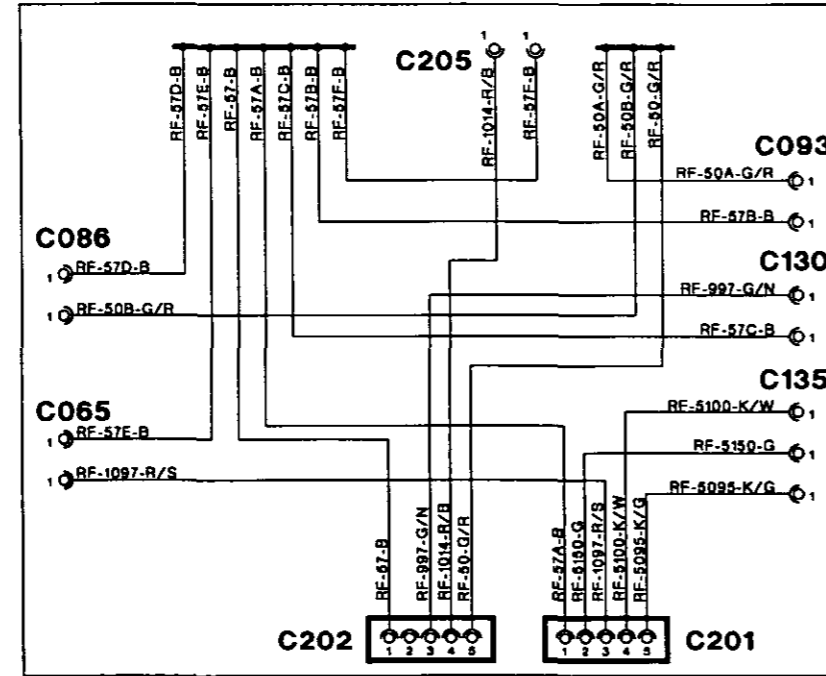 C205
1
1
RF-57D-B
RF-57E-B
RF-57-B
RF-57A-B
RF-57C-B
RF-57B-B
RF-57F-B
RF-1014-R/B
RF-57F-B
RF-50A-G/R
RF-50B-G/R
RF-50-G/R
C093
RF-50A-G/R
1
RF-57B-B
1
C086
1
RF-57D-B
1
RF-50B-G/R
C130
RF-997-G/N
1
RF-57C-B
1
C135
RF-5100-K/W
1
RF-5150-G
1
RF-5095-K/G
1
C065
1
RF-57E-B
1
RF-1097-R/S
RF-57-B
RF-997-G/N
RF-1014-R/B
RF-50-G/R
RF-57A-B
RF-5150-G
RF-1097-R/S
RF-5100-K/W
RF-5095-K/G
C202
1 2 3 4 5
1 2 3 4 5
C201